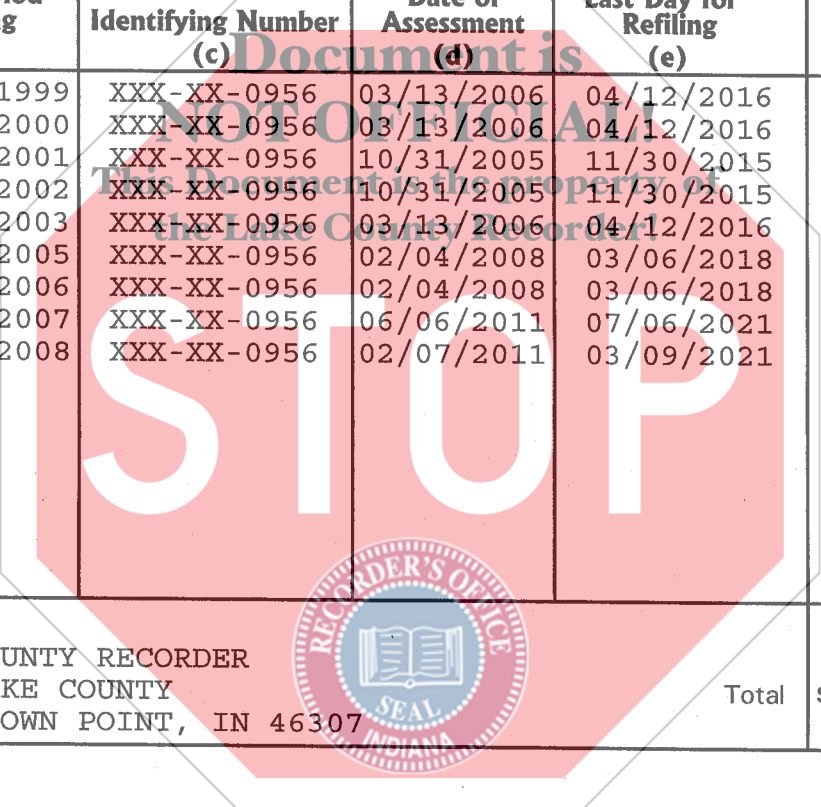 Identifying Number Assessment Refiling
(c) (d) (e)
Document is
NOT OFFICIAL!
This Document is the property of
the Lake County Recorder!
1999 XXX-XX-0956 03/13/2006 04/12/2016
2000 XXX-XX-0956 03/13/2006 04/12/2016
2001 XXX-XX-0956 10/31/2005 11/30/2015
2002 XXX-XX-0956 10/31/2005 11/30/2015
2003 XXX-XX-0956 03/13/2006 04/12/2016
2005 XXX-XX-0956 02/04/2008 03/06/2018
2006 XXX-XX-0956 02/04/2008 03/06/2018
2007 XXX-XX-0956 06/06/2011 07/06/2021
2008 XXX-XX-0956 02/07/2011 03/09/2021
STOP
RECORDER'S OFFICE
SEAL
INDIANA
UNTY RECORDER
KE COUNTY
OWN POINT, IN 46307
Total